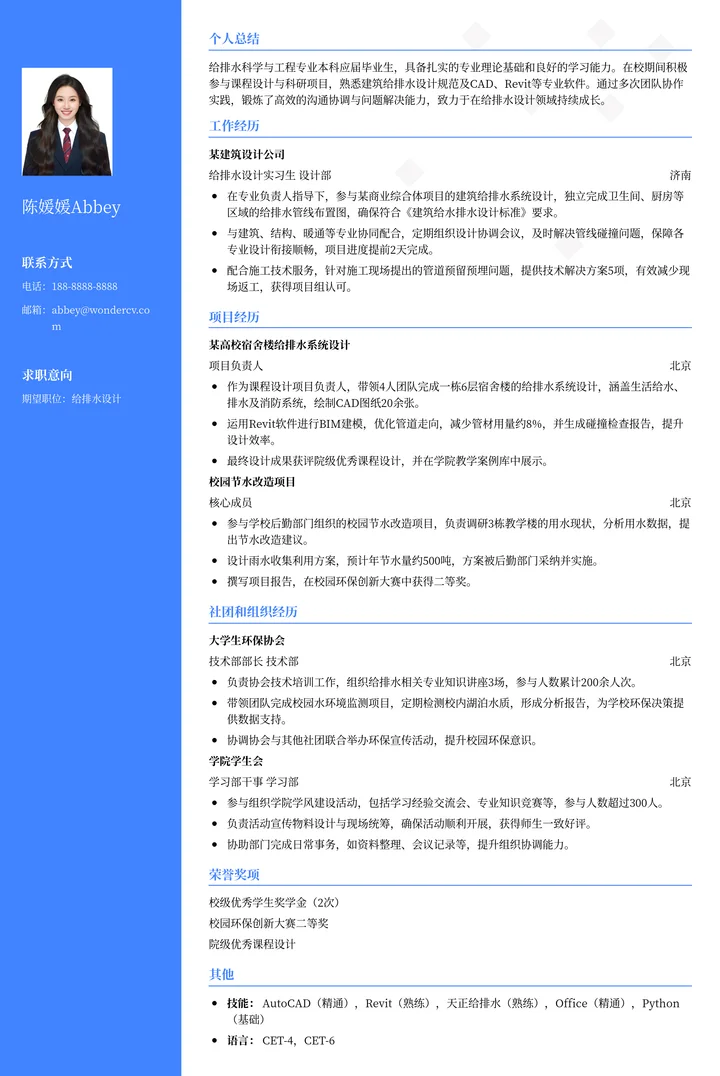 陈媛媛Abbey
联系方式
电话：188-8888-8888
邮箱：abbey@wondercv.co
m
求职意向
期望职位：给排水设计
个人总结
给排水科学与工程专业本科应届毕业生，具备扎实的专业理论基础和良好的学习能力。在校期间积极
参与课程设计与科研项目，熟悉建筑给排水设计规范及CAD、Revit等专业软件。通过多次团队协作
实践，锻炼了高效的沟通协调与问题解决能力，致力于在给排水设计领域持续成长。
工作经历
某建筑设计公司
给排水设计实习生 设计部 济南
• 在专业负责人指导下，参与某商业综合体项目的建筑给排水系统设计，独立完成卫生间、厨房等
区域的给排水管线布置图，确保符合《建筑给水排水设计标准》要求。
• 与建筑、结构、暖通等专业协同配合，定期组织设计协调会议，及时解决管线碰撞问题，保障各
专业设计衔接顺畅，项目进度提前2天完成。
• 配合施工技术服务，针对施工现场提出的管道预留预埋问题，提供技术解决方案5项，有效减少现
场返工，获得项目组认可。
项目经历
某高校宿舍楼给排水系统设计
项目负责人 北京
• 作为课程设计项目负责人，带领4人团队完成一栋6层宿舍楼的给排水系统设计，涵盖生活给水、
排水及消防系统，绘制CAD图纸20余张。
• 运用Revit软件进行BIM建模，优化管道走向，减少管材用量约8%，并生成碰撞检查报告，提升
设计效率。
• 最终设计成果获评院级优秀课程设计，并在学院教学案例库中展示。
校园节水改造项目
核心成员 北京
• 参与学校后勤部门组织的校园节水改造项目，负责调研3栋教学楼的用水现状，分析用水数据，提
出节水改造建议。
• 设计雨水收集利用方案，预计年节水量约500吨，方案被后勤部门采纳并实施。
• 撰写项目报告，在校园环保创新大赛中获得二等奖。
社团和组织经历
大学生环保协会
技术部部长 技术部 北京
• 负责协会技术培训工作，组织给排水相关专业知识讲座3场，参与人数累计200余人次。
• 带领团队完成校园水环境监测项目，定期检测校内湖泊水质，形成分析报告，为学校环保决策提
供数据支持。
• 协调协会与其他社团联合举办环保宣传活动，提升校园环保意识。
学院学生会
学习部干事 学习部 北京
• 参与组织学院学风建设活动，包括学习经验交流会、专业知识竞赛等，参与人数超过300人。
• 负责活动宣传物料设计与现场统筹，确保活动顺利开展，获得师生一致好评。
• 协助部门完成日常事务，如资料整理、会议记录等，提升组织协调能力。
荣誉奖项
校级优秀学生奖学金（2次）
校园环保创新大赛二等奖
院级优秀课程设计
其他
• 技能： AutoCAD（精通），Revit（熟练），天正给排水（熟练），Office（精通），Python
（基础）
• 语言： CET-4，CET-6